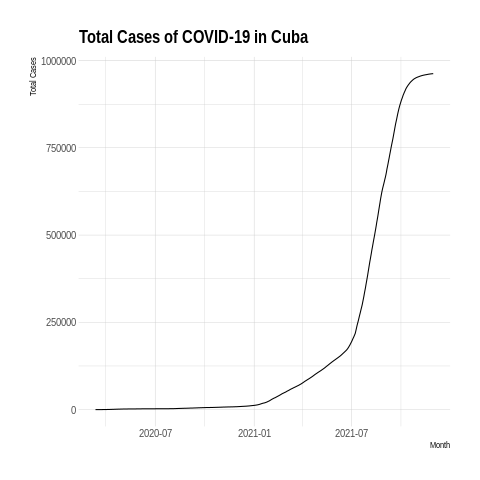 Total Cases of COVID-19 in Cuba
Total Cases
1000000
750000
500000
250000
0
2020-07 2021-01 2021-07
Month